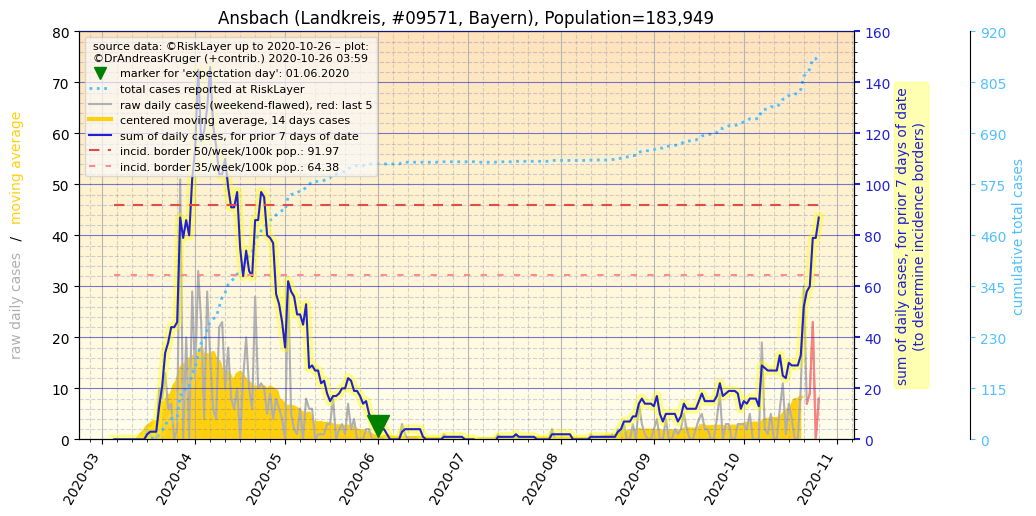 Ansbach (Landkreis, #09571, Bayern), Population=183,949
source data: ©RiskLayer up to 2020-10-26 – plot:
©DrAndreasKruger (+contrib.) 2020-10-26 03:59
marker for 'expectation day': 01.06.2020
total cases reported at RiskLayer
raw daily cases (weekend-flawed), red: last 5
centered moving average, 14 days cases
sum of daily cases, for prior 7 days of date
incid. border 50/week/100k pop.: 91.97
incid. border 35/week/100k pop.: 64.38
raw daily cases / moving average
80
70
60
50
40
30
20
10
0
160
140
120
100
80
60
40
20
0
sum of daily cases, for prior 7 days of date
(to determine incidence borders)
920
805
690
575
460
345
230
115
0
cumulative total cases
2020-03
2020-04
2020-05
2020-06
2020-07
2020-08
2020-09
2020-10
2020-11